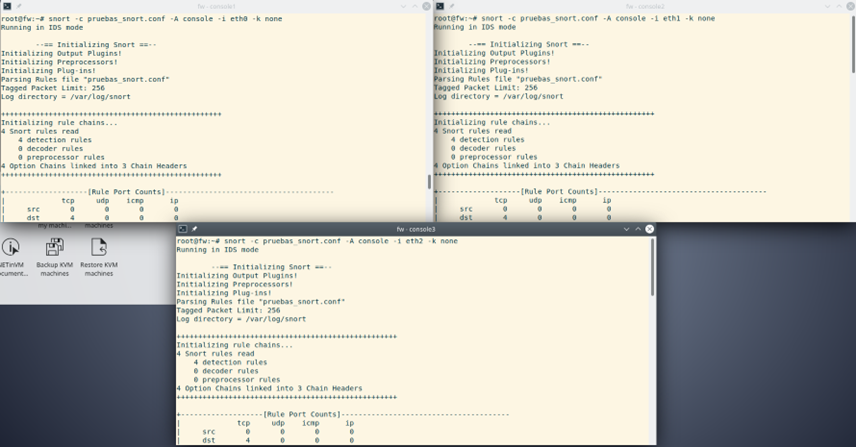 fw - console1
root@fw:~# snort -c pruebas_snort.conf -A console -i eth0 -k none
Running in IDS mode
--== Initializing Snort ==--
Initializing Output Plugins!
Initializing Preprocessors!
Initializing Plug-ins!
Parsing Rules file "pruebas_snort.conf"
Tagged Packet Limit: 256
Log directory = /var/log/snort
+++++++++++++++++++++++++++++++++++++++++++++++++++
Initializing rule chains...
4 Snort rules read
4 detection rules
0 decoder rules
0 preprocessor rules
4 Option Chains linked into 3 Chain Headers
+++++++++++++++++++++++++++++++++++++++++++++++++++
+-------------------[Rule Port Counts]---------------------------------------
| tcp udp icmp ip
| src 0 0 0 0
| dst 4 0 0 0
fw - console2
root@fw:~# snort -c pruebas_snort.conf -A console -i eth1 -k none
Running in IDS mode
--== Initializing Snort ==--
Initializing Output Plugins!
Initializing Preprocessors!
Initializing Plug-ins!
Parsing Rules file "pruebas_snort.conf"
Tagged Packet Limit: 256
Log directory = /var/log/snort
+++++++++++++++++++++++++++++++++++++++++++++++++++
Initializing rule chains...
4 Snort rules read
4 detection rules
0 decoder rules
0 preprocessor rules
4 Option Chains linked into 3 Chain Headers
+++++++++++++++++++++++++++++++++++++++++++++++++++
+-------------------[Rule Port Counts]---------------------------------------
| tcp udp icmp ip
| src 0 0 0 0
| dst 4 0 0 0
my machi...
machines
NETinVM
Document...
Backup KVM
machines
Restore KVM
machines
fw - console3
root@fw:~# snort -c pruebas_snort.conf -A console -i eth2 -k none
Running in IDS mode
--== Initializing Snort ==--
Initializing Output Plugins!
Initializing Preprocessors!
Initializing Plug-ins!
Parsing Rules file "pruebas_snort.conf"
Tagged Packet Limit: 256
Log directory = /var/log/snort
+++++++++++++++++++++++++++++++++++++++++++++++++++
Initializing rule chains...
4 Snort rules read
4 detection rules
0 decoder rules
0 preprocessor rules
4 Option Chains linked into 3 Chain Headers
+++++++++++++++++++++++++++++++++++++++++++++++++++
+-------------------[Rule Port Counts]---------------------------------------
| tcp udp icmp ip
| src 0 0 0 0
| dst 4 0 0 0